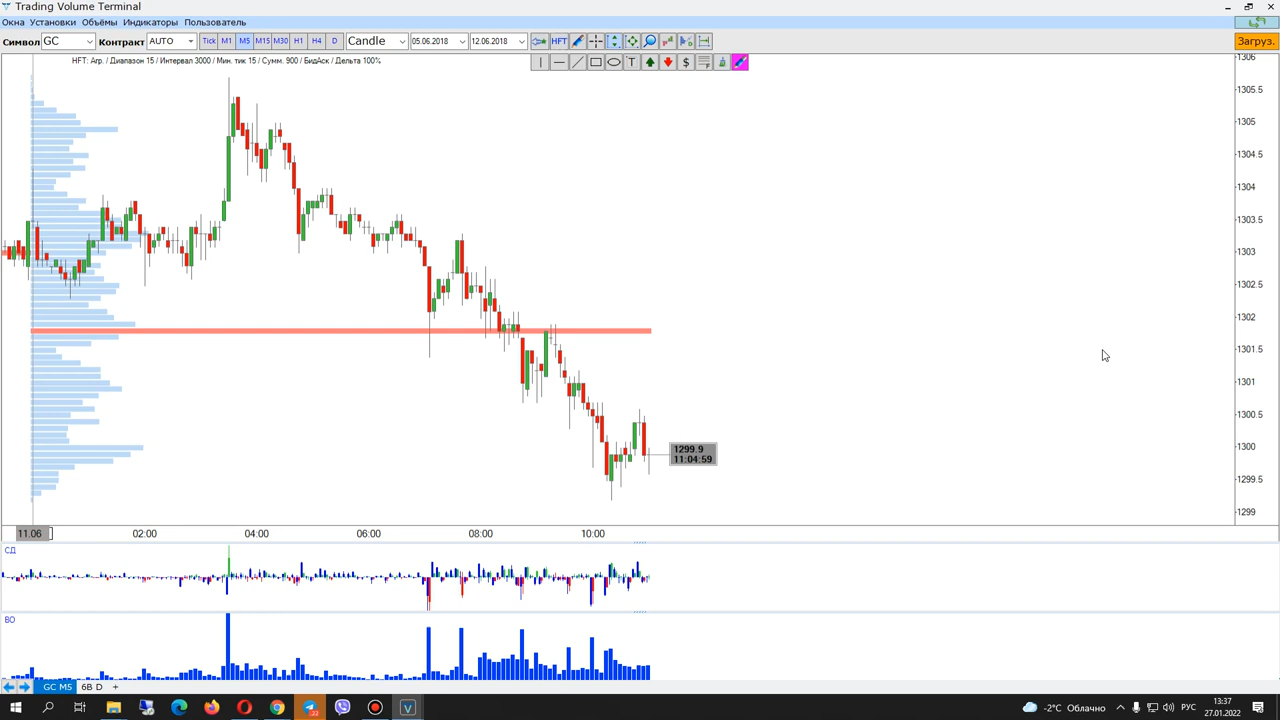 Trading Volume Terminal
Окна Установки Объёмы Индикаторы Пользователь
Символ GC Контракт AUTO Tick M1 M5 M15 M30 H1 H4 D Candle 05.06.2018 12.06.2018 HFT Загруз.
T $
HFT: Агр. / Диапазон 15 / Интервал 3000 / Мин. тик 15 / Сумм. 900 / БидАск / Дельта 100%
1306
1305.5
1305
1304.5
1304
1303.5
1303
1302.5
1302
1301.5
1301
1300.5
1300
1299.5
1299
1299.9
11:04:59
11.06 02:00 04:00 06:00 08:00 10:00
СД
ВО
GC M5 6B D +
22
V
-2°C Облачно РУС 13:37
27.01.2022